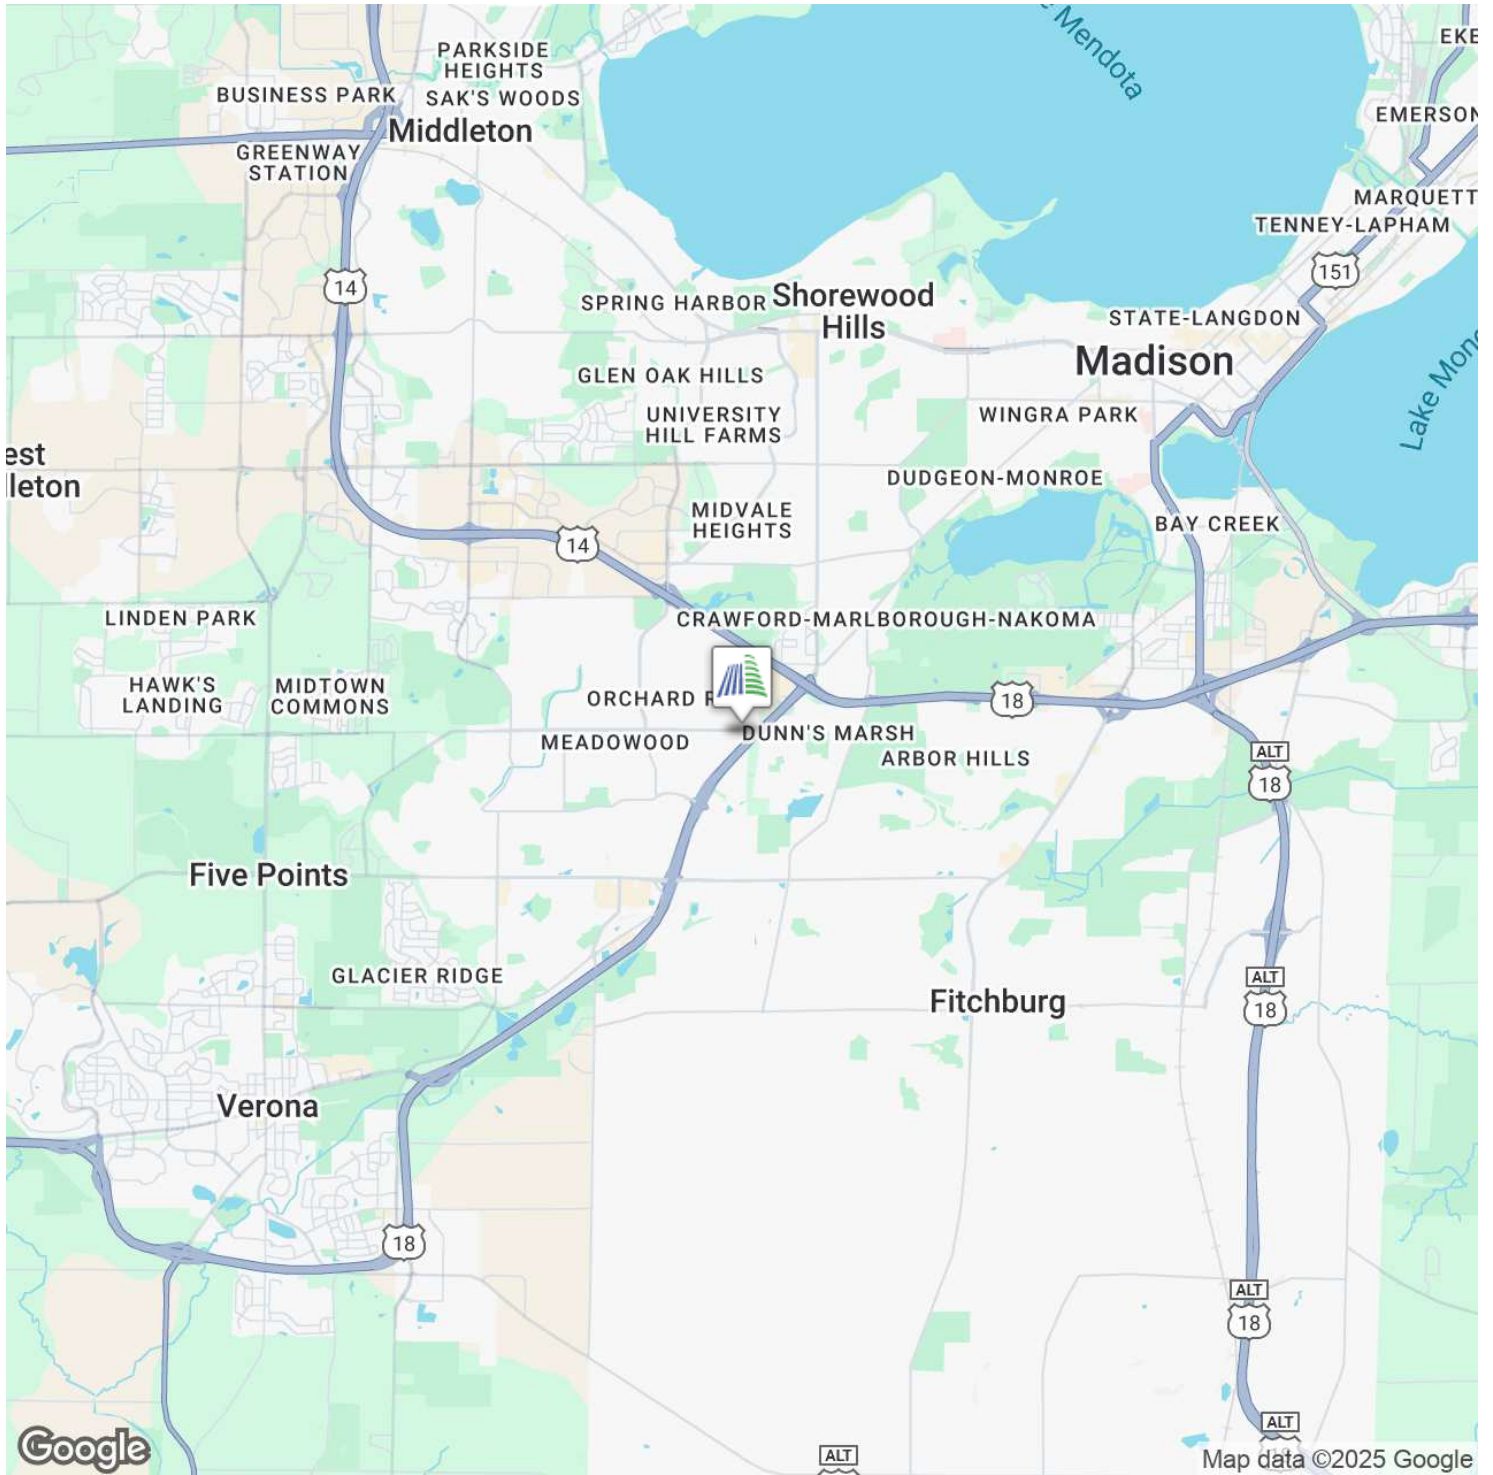 Mendota
EKE
PARKSIDE
HEIGHTS
BUSINESS PARK
SAK'S WOODS
EMERSON
Middleton
GREENWAY
STATION
MARQUETT
TENNEY-LAPHAM
151
14
SPRING HARBOR
Shorewood
Hills
STATE-LANGDON
Madison
GLEN OAK HILLS
UNIVERSITY
HILL FARMS
WINGRA PARK
Lake Mono
est
lleton
DUDGEON-MONROE
MIDVALE
HEIGHTS
BAY CREEK
14
LINDEN PARK
CRAWFORD-MARLBOROUGH-NAKOMA
HAWK'S
LANDING
MIDTOWN
COMMONS
ORCHARD R
18
MEADOWOOD
DUNN'S MARSH
ARBOR HILLS
ALT
18
Five Points
GLACIER RIDGE
ALT
18
Fitchburg
Verona
18
ALT
18
ALT
18
ALT
Google
Map data ©2025 Google